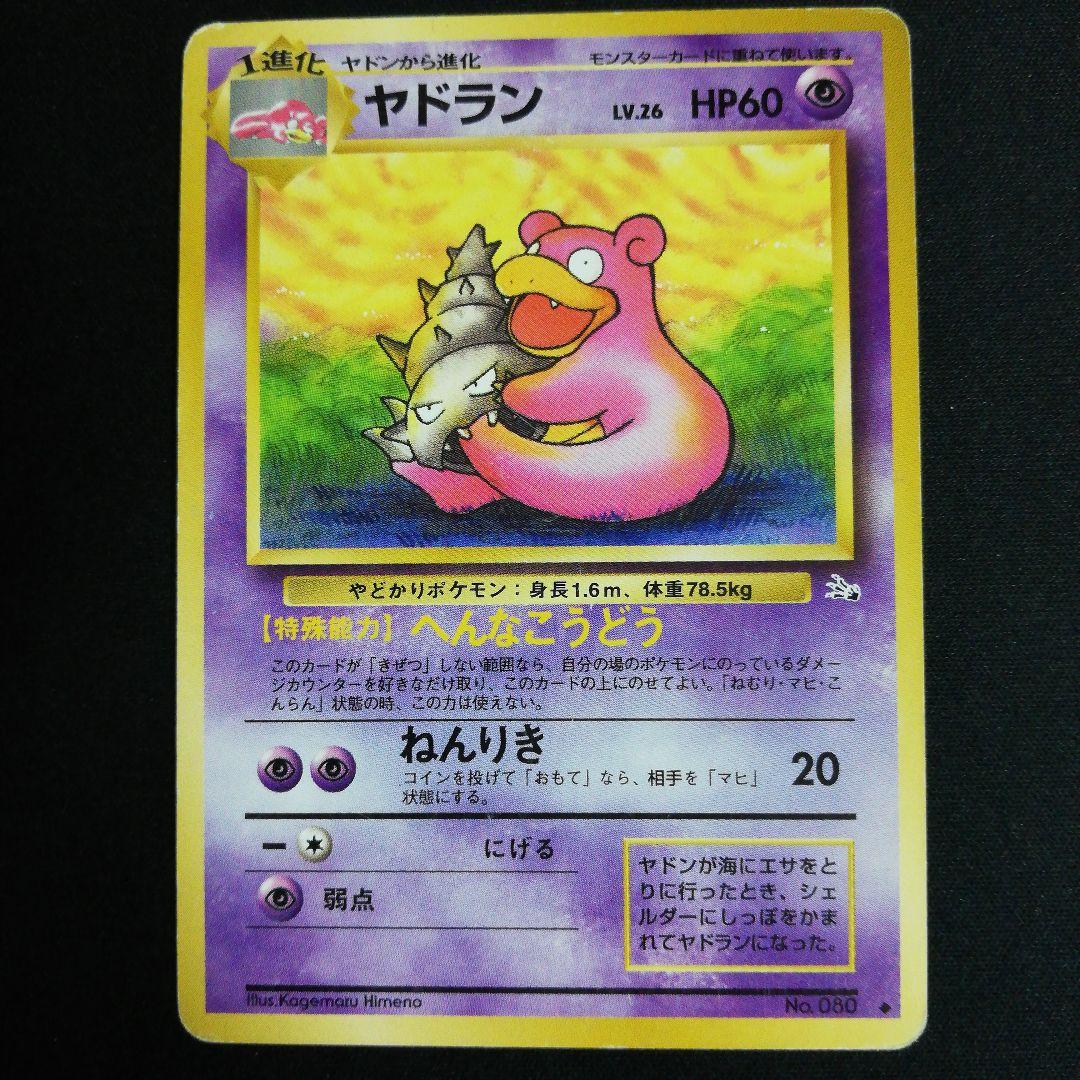 1進化
ヤドンから進化
モンスターカードに重ねて使います。
ヤドラン LV.26 HP60
やどかりポケモン：身長1.6m、体重78.5kg
【特殊能力】へんなこうどう
このカードが「きぜつ」しない範囲なら、自分の場のポケモンにのっているダメー
ジカウンターを好きなだけ取り、このカードの上にのせてよい。「ねむり・マヒ・こ
んらん」状態の時、この力は使えない。
ねんりき 20
コインを投げて「おもて」なら、相手を「マヒ」
状態にする。
にげる
弱点
ヤドンが海にエサをと
りに行ったとき、シェ
ルダーにしっぽをかま
れてヤドランになった。
Illus.Kagemaru Himeno
No. 080